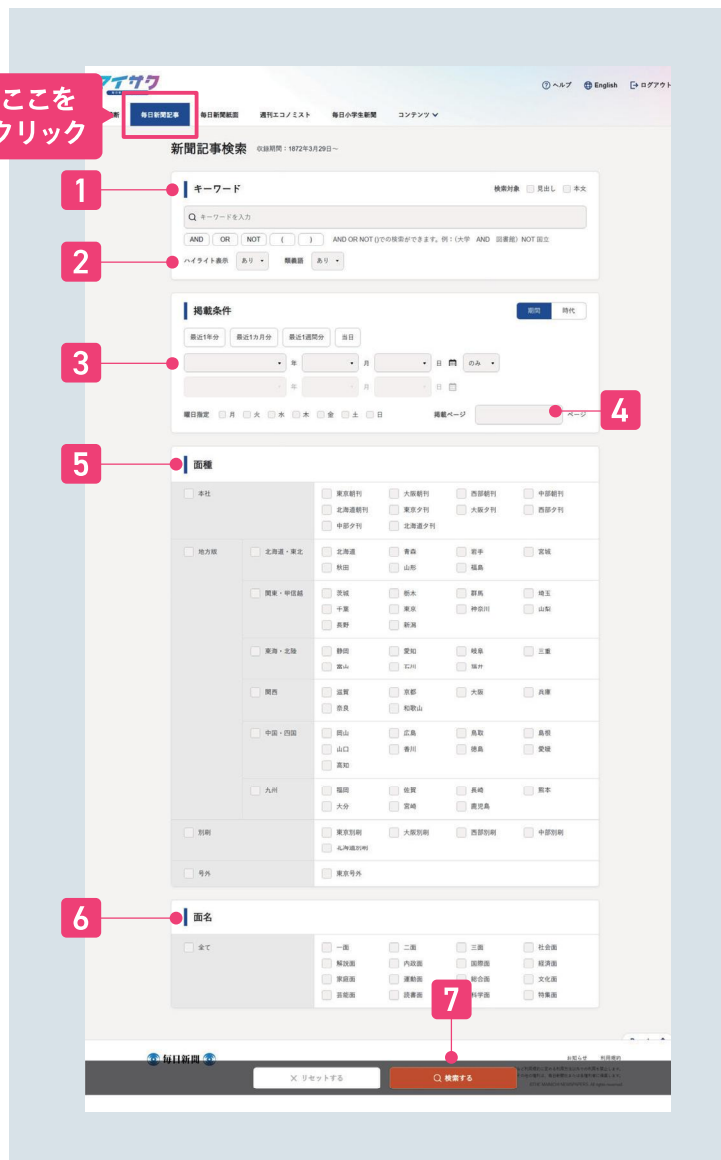 マイサク
ヘルプ English ログアウト
ここを
クリック
毎日新聞記事 毎日新聞紙面 週刊エコノミスト 毎日小学生新聞 コンテンツ
新聞記事検索 収録期間：1872年3月29日～
1
キーワード 検索対象 見出し 本文
キーワードを入力
AND OR NOT ( ) AND OR NOT ()での検索ができます。例：(大学 AND 図書館) NOT 国立
2
ハイライト表示 あり 類義語 あり
掲載条件 期間 時代
最近1年分 最近1カ月分 最近1週間分 当日
3
年 月 日 のみ
年 月 日
曜日指定 月 火 水 木 金 土 日 掲載ページ ページ
4
5
面種
本社 東京朝刊 大阪朝刊 西部朝刊 中部朝刊
北海道朝刊 東京夕刊 大阪夕刊 西部夕刊
中部夕刊 北海道夕刊
地方版 北海道・東北 北海道 青森 岩手 宮城
秋田 山形 福島
関東・甲信越 茨城 栃木 群馬 埼玉
千葉 東京 神奈川 山梨
長野 新潟
東海・北陸 静岡 愛知 岐阜 三重
富山 石川 福井
関西 滋賀 京都 大阪 兵庫
奈良 和歌山
中国・四国 岡山 広島 鳥取 島根
山口 香川 徳島 愛媛
高知
九州 福岡 佐賀 長崎 熊本
大分 宮崎 鹿児島
別刷 東京別刷 大阪別刷 西部別刷 中部別刷
北海道別刷
号外 東京号外
6
面名
全て 一面 二面 三面 社会面
解説面 内政面 国際面 経済面
家庭面 運動面 総合面 文化面
芸能面 読書面 科学面 特集面
7
毎日新聞 お知らせ 利用規約
リセットする 検索する